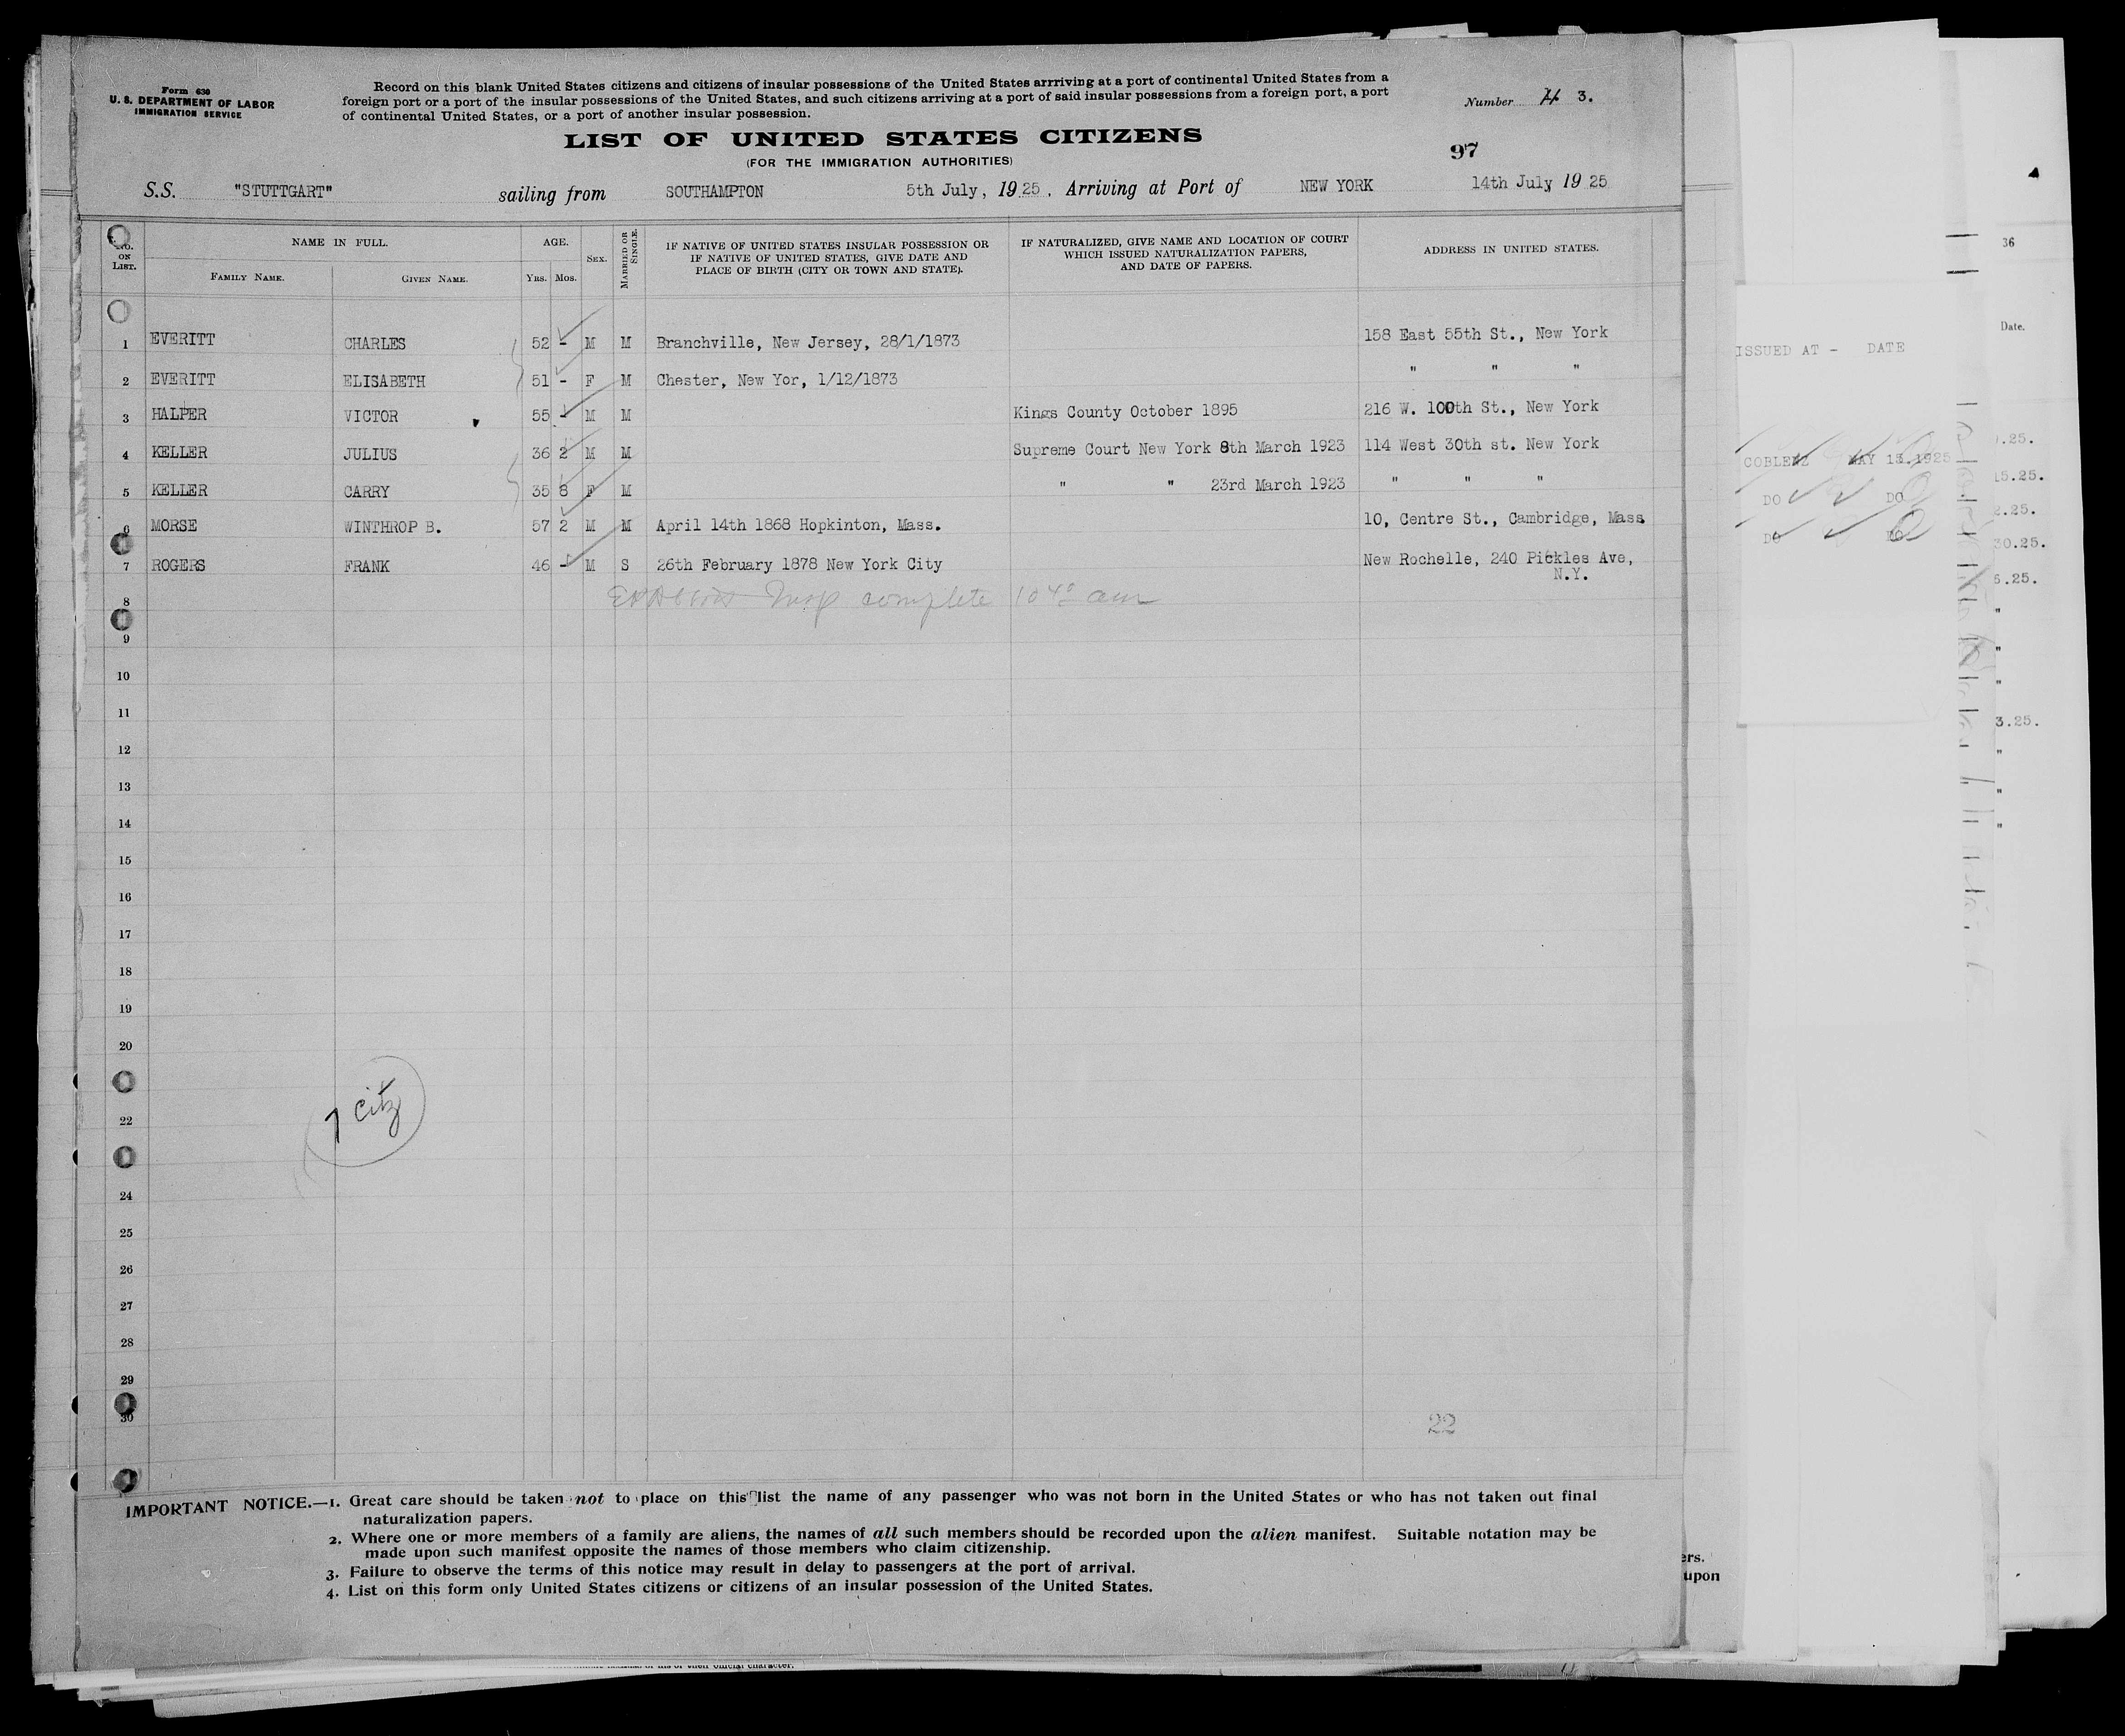 Form 630
U. S. DEPARTMENT OF LABOR
IMMIGRATION SERVICE
Record on this blank United States citizens and citizens of insular possessions of the United States arrriving at a port of continental United States from a
foreign port or a port of the insular possessions of the United States, and such citizens arriving at a port of said insular possessions from a foreign port, a port
of continental United States, or a port of another insular possession.
Number 3.
LIST OF UNITED STATES CITIZENS
(FOR THE IMMIGRATION AUTHORITIES)
97
S.S. "STUTTGART" sailing from SOUTHAMPTON 5th July, 1925. Arriving at Port of NEW YORK 14th July 1925
No. ON LIST. NAME IN FULL. FAMILY NAME. GIVEN NAME. AGE. YRS. MOS. SEX. MARRIED OR SINGLE. IF NATIVE OF UNITED STATES INSULAR POSSESSION OR IF NATIVE OF UNITED STATES, GIVE DATE AND PLACE OF BIRTH (CITY OR TOWN AND STATE). IF NATURALIZED, GIVE NAME AND LOCATION OF COURT WHICH ISSUED NATURALIZATION PAPERS, AND DATE OF PAPERS. ADDRESS IN UNITED STATES.
1 EVERITT CHARLES 52 - M M Branchville, New Jersey, 28/1/1873 158 East 55th St., New York
2 EVERITT ELISABETH 51 - F M Chester, New Yor, 1/12/1873 " " "
3 HALPER VICTOR 55 - M M Kings County October 1895 216 W. 100th St., New York
4 KELLER JULIUS 36 2 M M Supreme Court New York 8th March 1923 114 West 30th st. New York
5 KELLER CARRY 35 8 F M " " 23rd March 1923 " " "
6 MORSE WINTHROP B. 57 2 M M April 14th 1868 Hopkinton, Mass. 10, Centre St., Cambridge, Mass
7 ROGERS FRANK 46 - M S 26th February 1878 New York City New Rochelle, 240 Pickles Ave,
N.Y.
8 Insp complete 10 40 am
9
10
11
12
13
14
15
16
17
18
19
20
7 citz
22
24
25
26
27
28
29
30
22
IMPORTANT NOTICE.—1. Great care should be taken not to place on this list the name of any passenger who was not born in the United States or who has not taken out final
naturalization papers.
2. Where one or more members of a family are aliens, the names of all such members should be recorded upon the alien manifest. Suitable notation may be
made upon such manifest opposite the names of those members who claim citizenship.
3. Failure to observe the terms of this notice may result in delay to passengers at the port of arrival.
4. List on this form only United States citizens or citizens of an insular possession of the United States.
ers.
upon
ISSUED AT - DATE
COBLENZ MAY 1925
DO DO
DO DO
36
Date.
.25.
15.25.
2.25.
30.25.
5.25.
"
"
"
3.25.
"
"
"